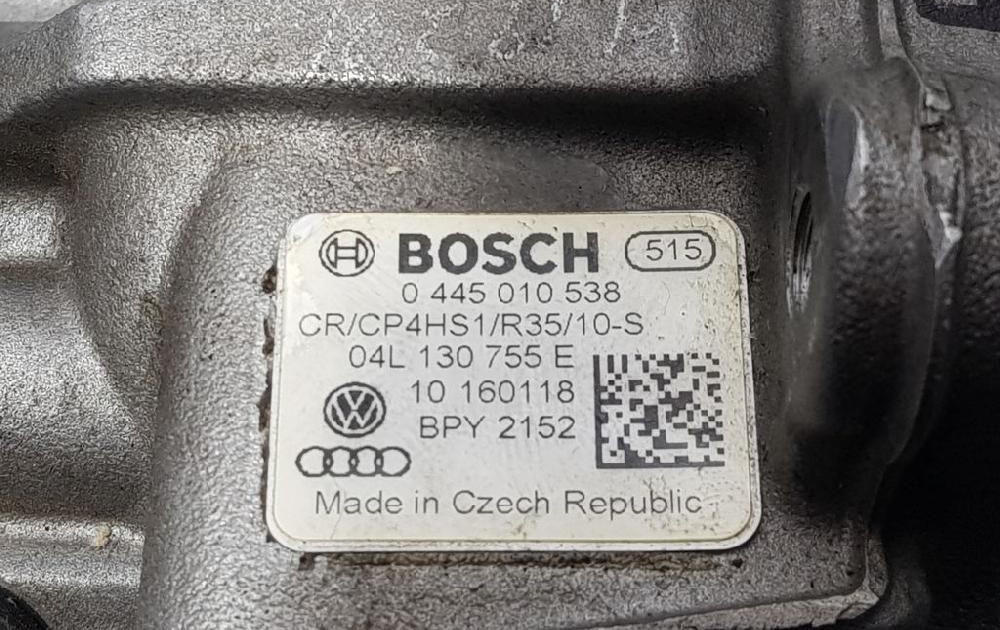 BOSCH 515
0 445 010 538
CR/CP4HS1/R35/10-S
04L 130 755 E
10 160118
BPY 2152
Made in Czech Republic